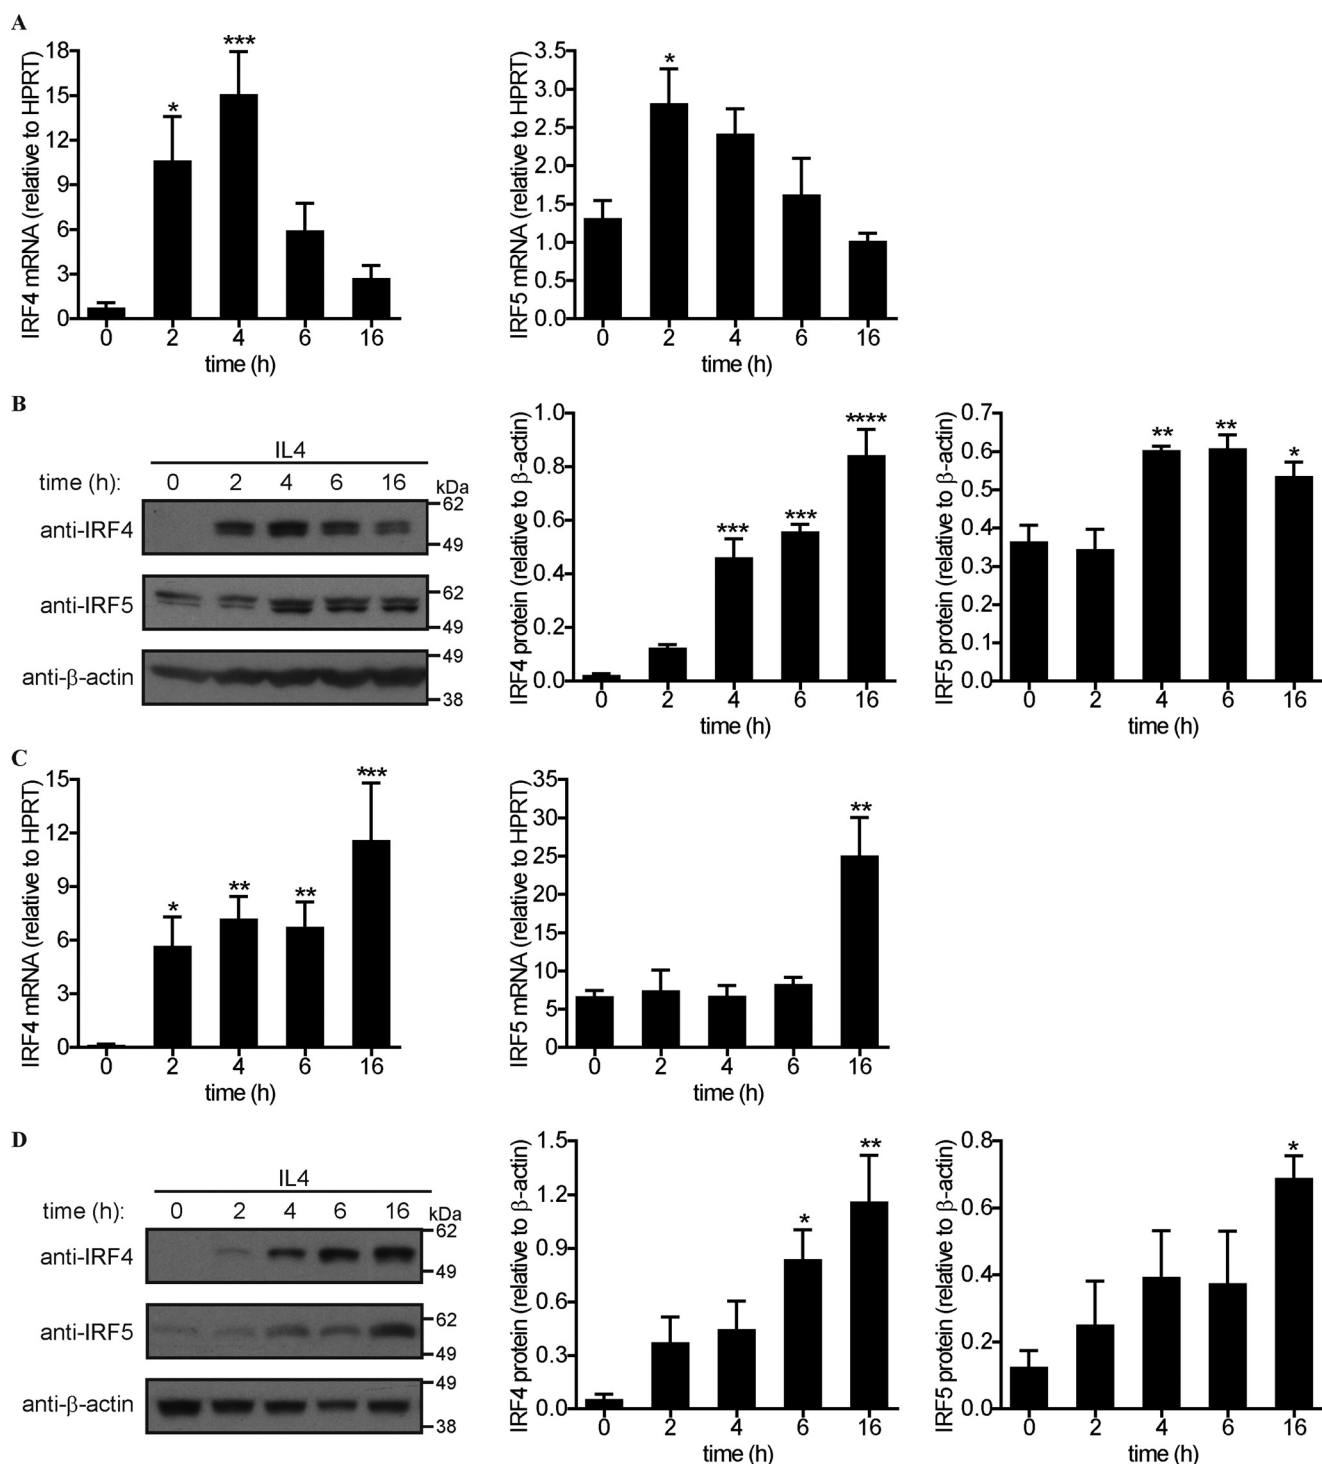 A
IRF4 mRNA (relative to HPRT)
18
15
12
9
6
3
0
*
***
0 2 4 6 16
time (h)
IRF5 mRNA (relative to HPRT)
3.5
3.0
2.5
2.0
1.5
1.0
0.5
0.0
*
0 2 4 6 16
time (h)
B
IL4
time (h): 0 2 4 6 16 kDa
anti-IRF4
62
49
anti-IRF5
62
49
anti-β-actin
49
38
IRF4 protein (relative to β-actin)
1.0
0.8
0.6
0.4
0.2
0.0
*** *** ****
0 2 4 6 16
time (h)
IRF5 protein (relative to β-actin)
0.7
0.6
0.5
0.4
0.3
0.2
0.1
0.0
** ** *
0 2 4 6 16
time (h)
C
IRF4 mRNA (relative to HPRT)
15
12
9
6
3
0
* ** ** ***
0 2 4 6 16
time (h)
IRF5 mRNA (relative to HPRT)
35
30
25
20
15
10
5
0
**
0 2 4 6 16
time (h)
D
IL4
time (h): 0 2 4 6 16 kDa
anti-IRF4
62
49
anti-IRF5
62
49
anti-β-actin
49
38
IRF4 protein (relative to β-actin)
1.5
1.2
0.9
0.6
0.3
0.0
* **
0 2 4 6 16
time (h)
IRF5 protein (relative to β-actin)
0.8
0.6
0.4
0.2
0.0
*
0 2 4 6 16
time (h)